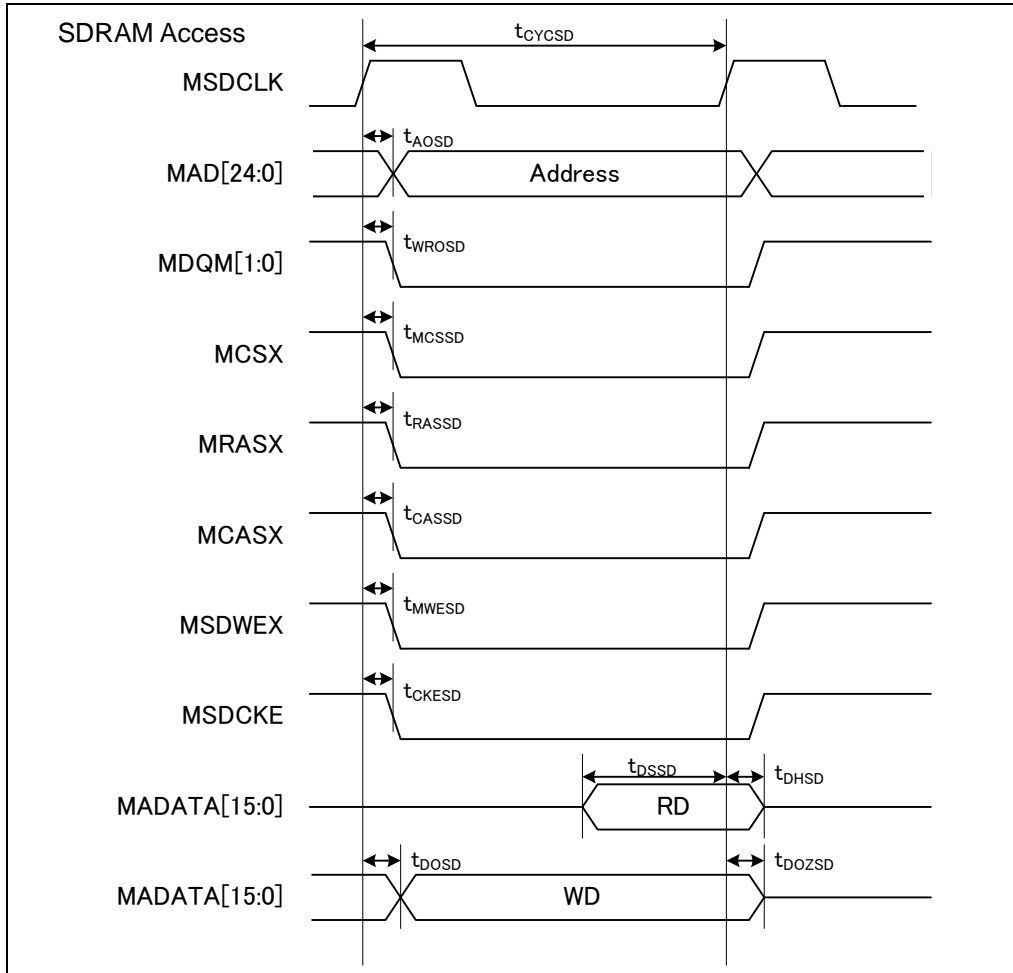 SDRAM Access
tCYCSD
MSDCLK
tAOSD
MAD[24:0]
Address
tWROSD
MDQM[1:0]
tMCSSD
MCSX
tRASSD
MRASX
tCASSD
MCASX
tMWESD
MSDWEX
tCKESD
MSDCKE
tDSSD
tDHSD
MADATA[15:0]
RD
tDOSD
tDOZSD
MADATA[15:0]
WD